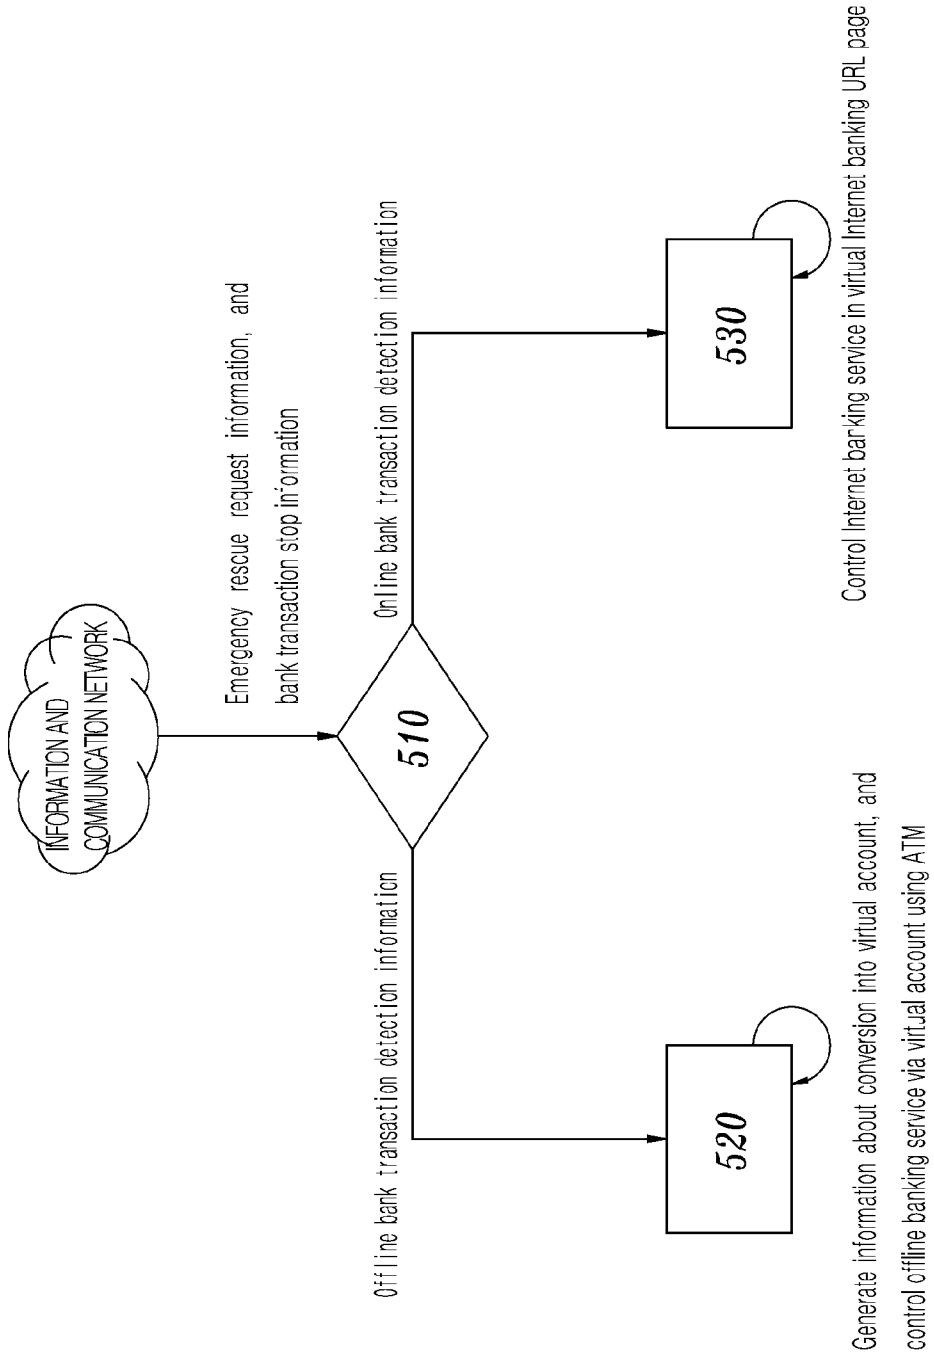 INFORMATION AND
COMMUNICATION NETWORK
Emergency rescue request information, and
bank transaction stop information
510
Offline bank transaction detection information
Online bank transaction detection information
520
530
Generate information about conversion into virtual account, and
control offline banking service via virtual account using ATM
Control Internet banking service in virtual Internet banking URL page